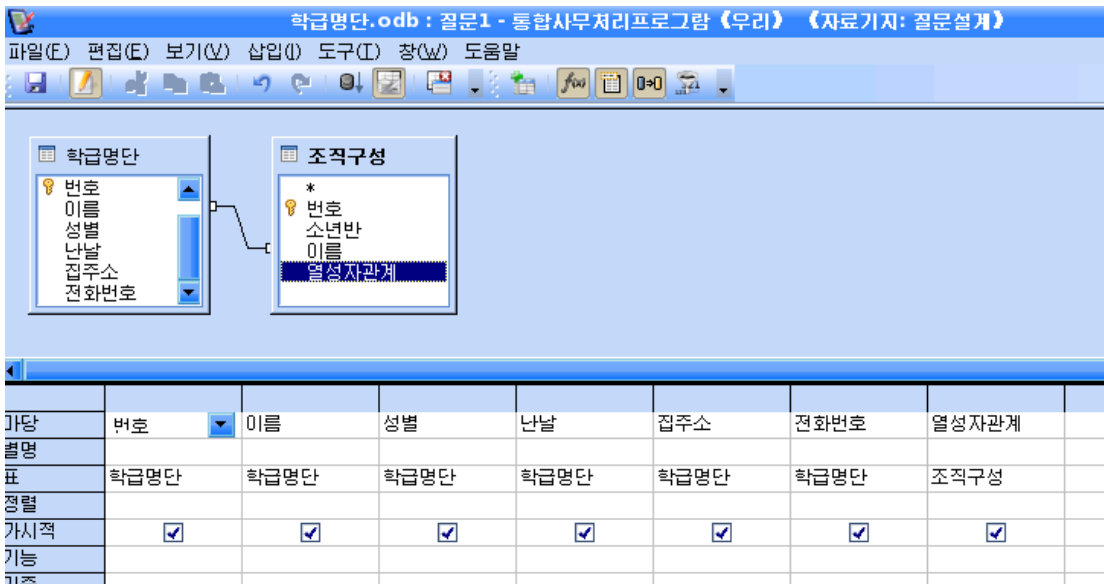 학급명단.odb : 질문1 - 통합사무처리프로그람《우리》 《자료기지: 질문설계》
파일(F) 편집(E) 보기(V) 삽입(I) 도구(T) 창(W) 도움말
f(x)
학급명단
번호
이름
성별
난날
집주소
전화번호
조직구성
*
번호
소년반
이름
열성자관계
마당 번호 이름 성별 난날 집주소 전화번호 열성자관계
별명
표 학급명단 학급명단 학급명단 학급명단 학급명단 학급명단 조직구성
정렬
가시적
기능